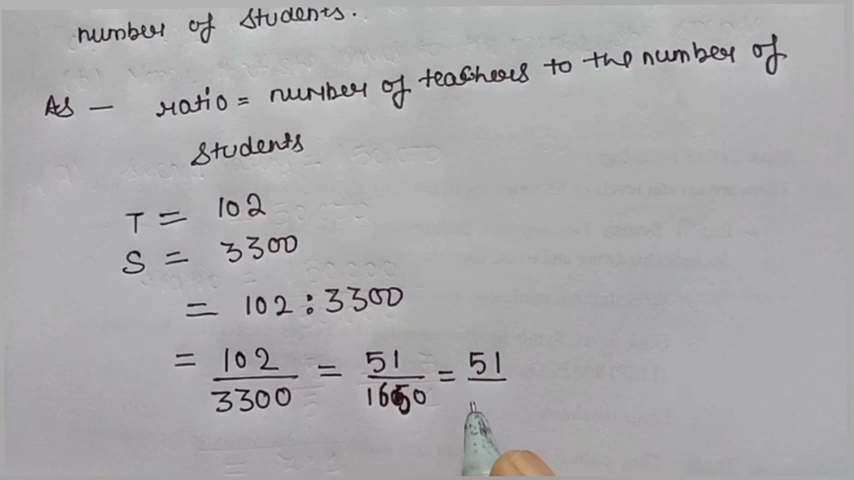 number of students.
As — ratio = number of teachers to the number of
students
T = 102
S = 3300
= 102 : 3300
= 102/3300 = 51/1650 = 51/